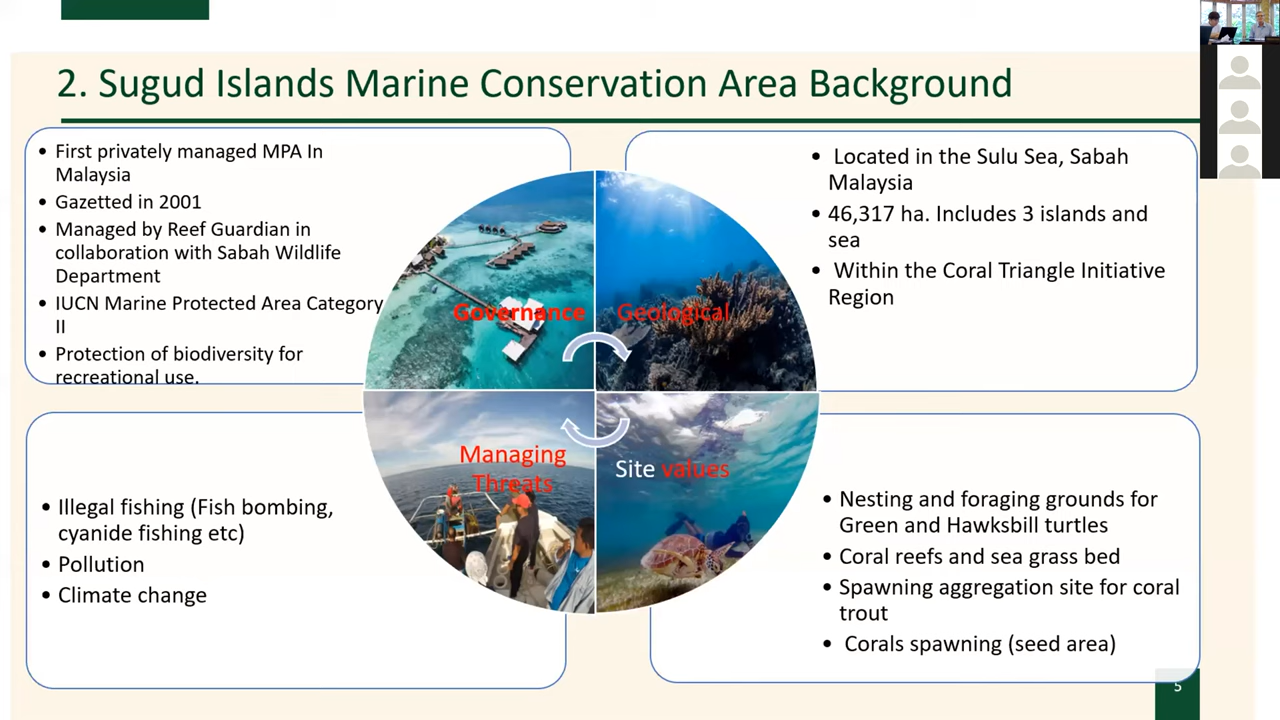 2. Sugud Islands Marine Conservation Area Background
• First privately managed MPA In
Malaysia
• Gazetted in 2001
• Managed by Reef Guardian in
collaboration with Sabah Wildlife
Department
• IUCN Marine Protected Area Category
II
• Protection of biodiversity for
recreational use.
• Located in the Sulu Sea, Sabah
Malaysia
• 46,317 ha. Includes 3 islands and
sea
• Within the Coral Triangle Initiative
Region
Governance
Geological
Managing
Threats
Site values
• Illegal fishing (Fish bombing,
cyanide fishing etc)
• Pollution
• Climate change
• Nesting and foraging grounds for
Green and Hawksbill turtles
• Coral reefs and sea grass bed
• Spawning aggregation site for coral
trout
• Corals spawning (seed area)
5